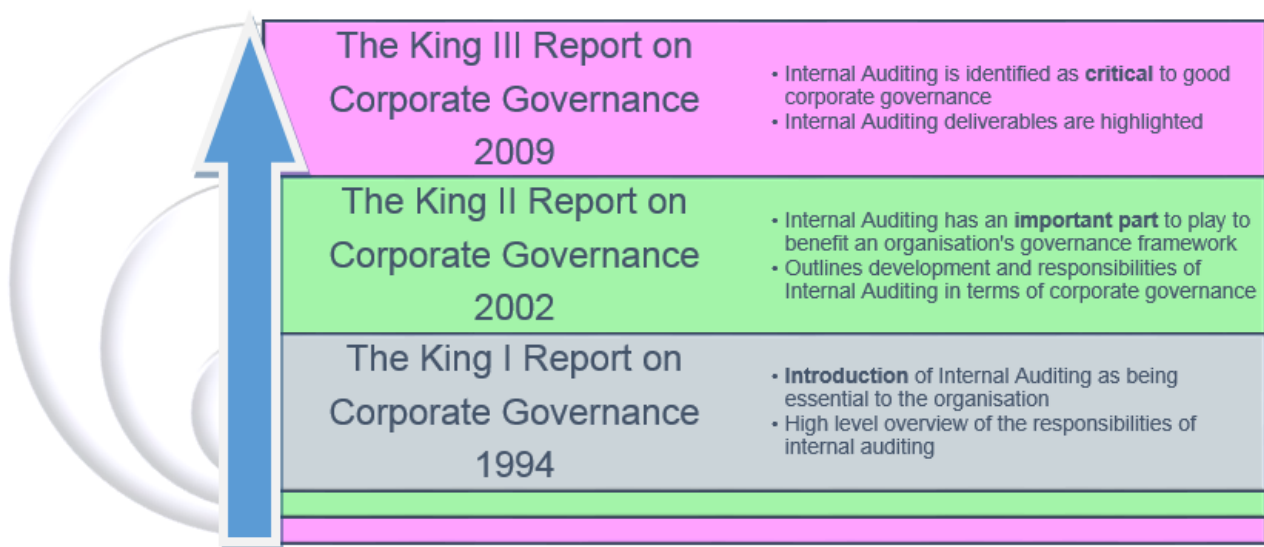 The King III Report on
Corporate Governance
2009
• Internal Auditing is identified as critical to good
corporate governance
• Internal Auditing deliverables are highlighted
The King II Report on
Corporate Governance
2002
• Internal Auditing has an important part to play to
benefit an organisation's governance framework
• Outlines development and responsibilities of
Internal Auditing in terms of corporate governance
The King I Report on
Corporate Governance
1994
• Introduction of Internal Auditing as being
essential to the organisation
• High level overview of the responsibilities of
internal auditing